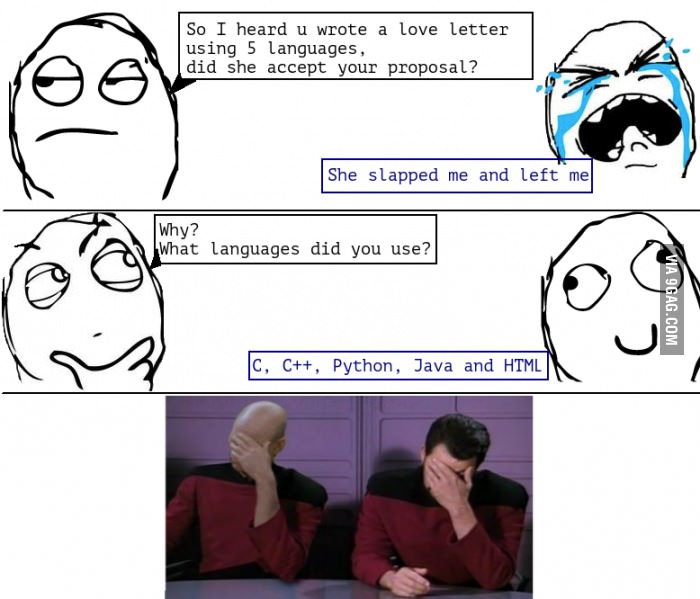 So I heard u wrote a love letter
using 5 languages,
did she accept your proposal?
She slapped me and left me
Why?
What languages did you use?
C, C++, Python, Java and HTML
VIA 9GAG.COM